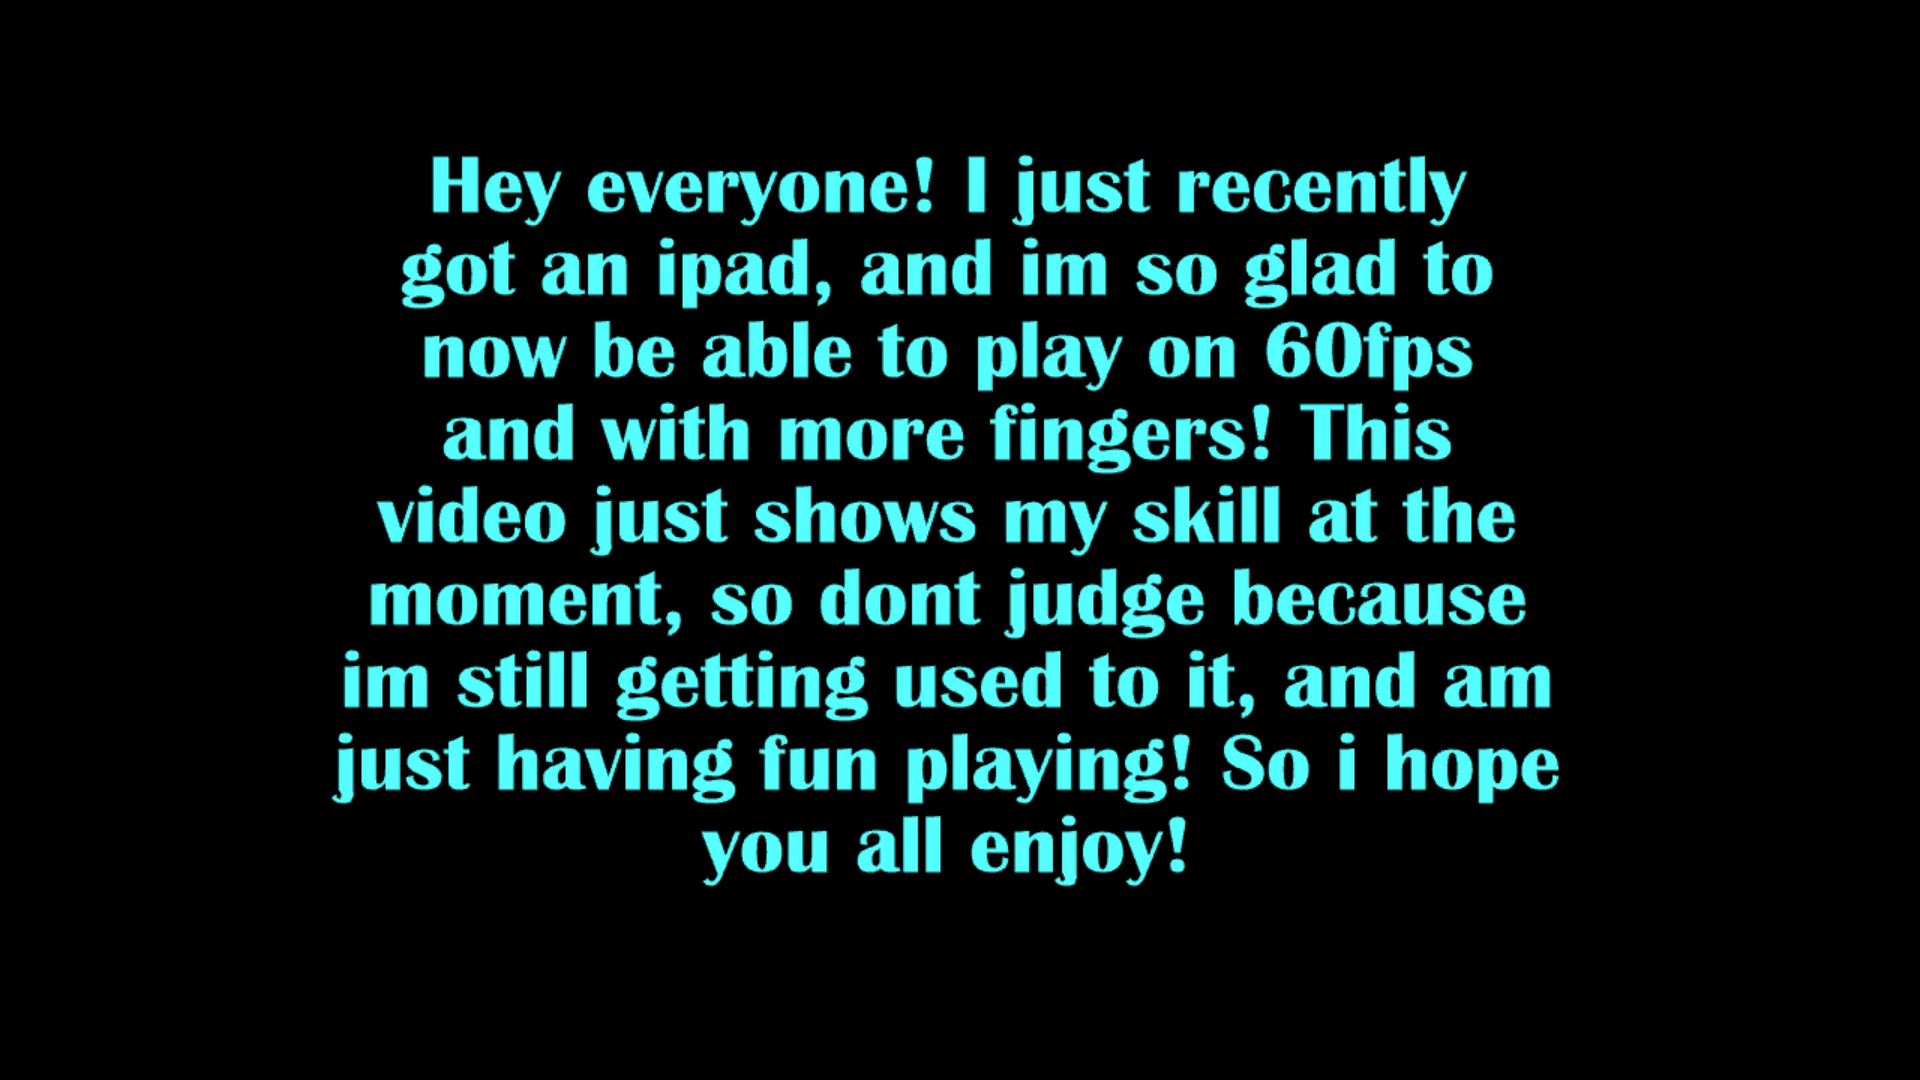 Hey everyone! I just recently
got an ipad, and im so glad to
now be able to play on 60fps
and with more fingers! This
video just shows my skill at the
moment, so dont judge because
im still getting used to it, and am
just having fun playing! So i hope
you all enjoy!